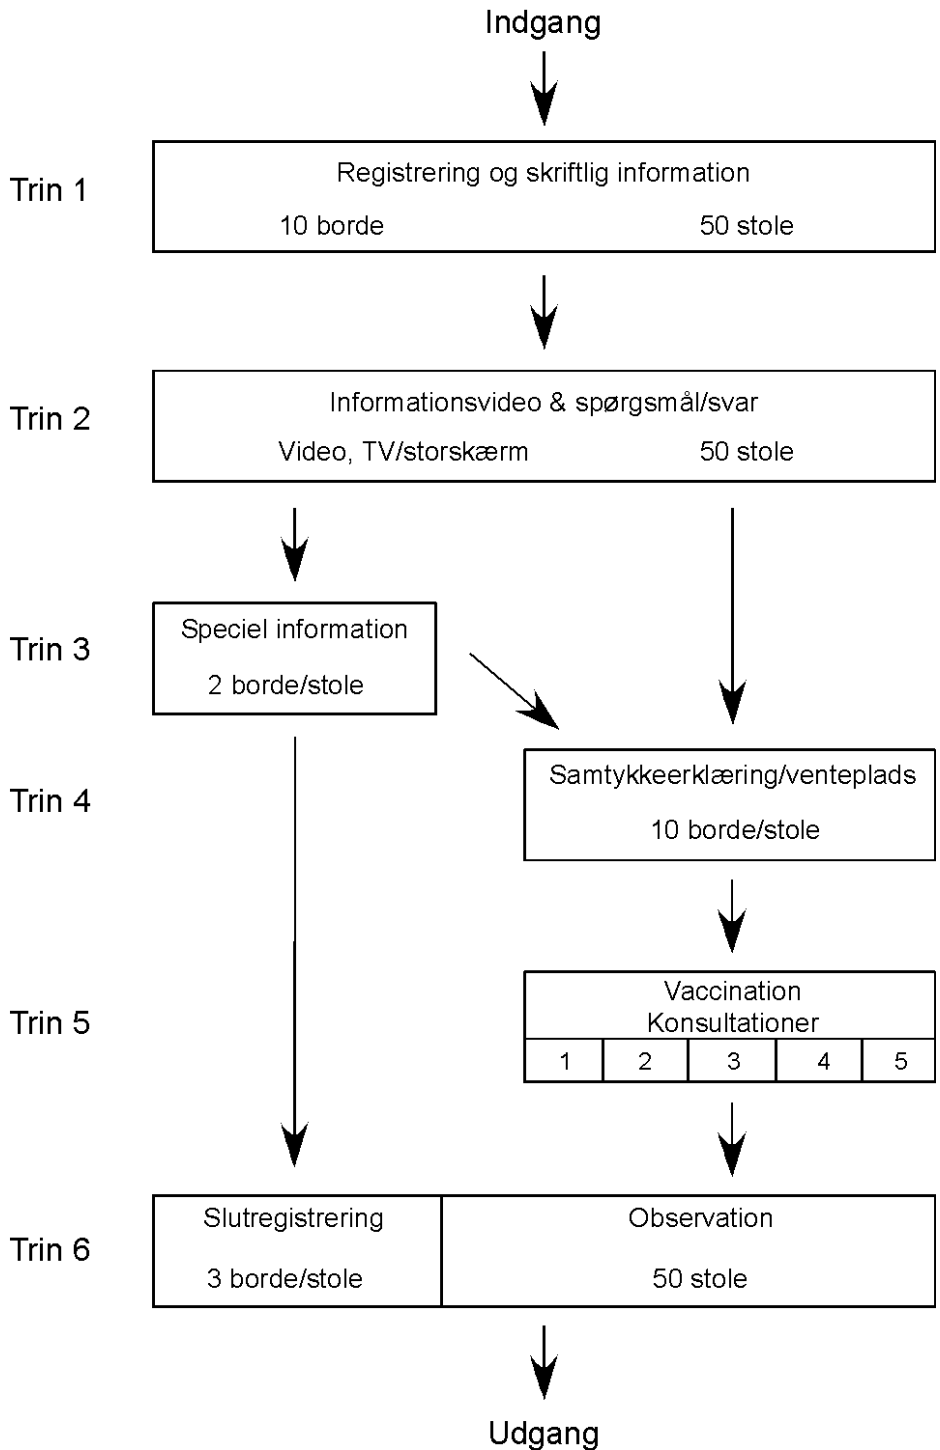 Indgang
Trin 1
Registrering og skriftlig information
10 borde 50 stole
Trin 2
Informationsvideo & spørgsmål/svar
Video, TV/storskærm 50 stole
Trin 3
Speciel information
2 borde/stole
Trin 4
Samtykkeerklæring/venteplads
10 borde/stole
Trin 5
Vaccination
Konsultationer
1 2 3 4 5
Trin 6
Slutregistrering Observation
3 borde/stole 50 stole
Udgang